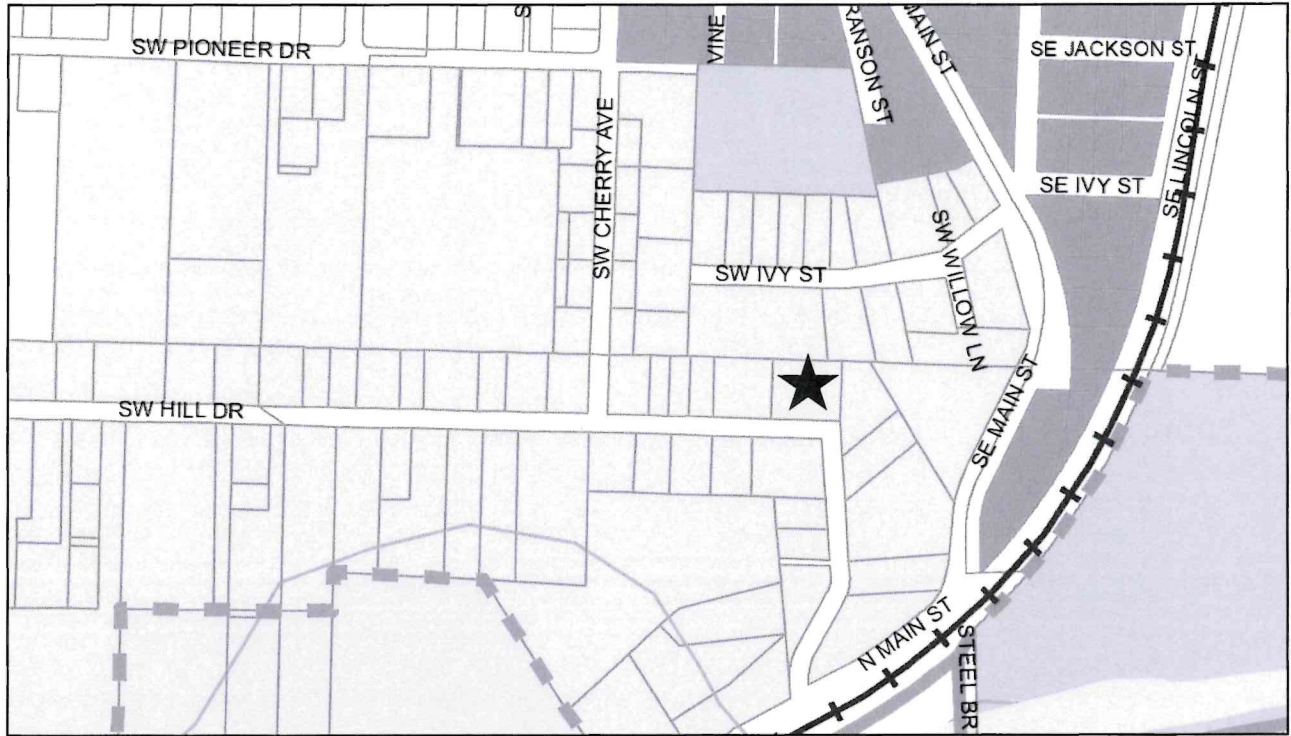 S
VINE
RANSON ST
MAIN ST
SW PIONEER DR
SE JACKSON ST
SE LINCOLN ST
SW CHERRY AVE
SE IVY ST
SW IVY ST
SW WILLOW LN
SW HILL DR
SE MAIN ST
N MAIN ST
STEEL BR